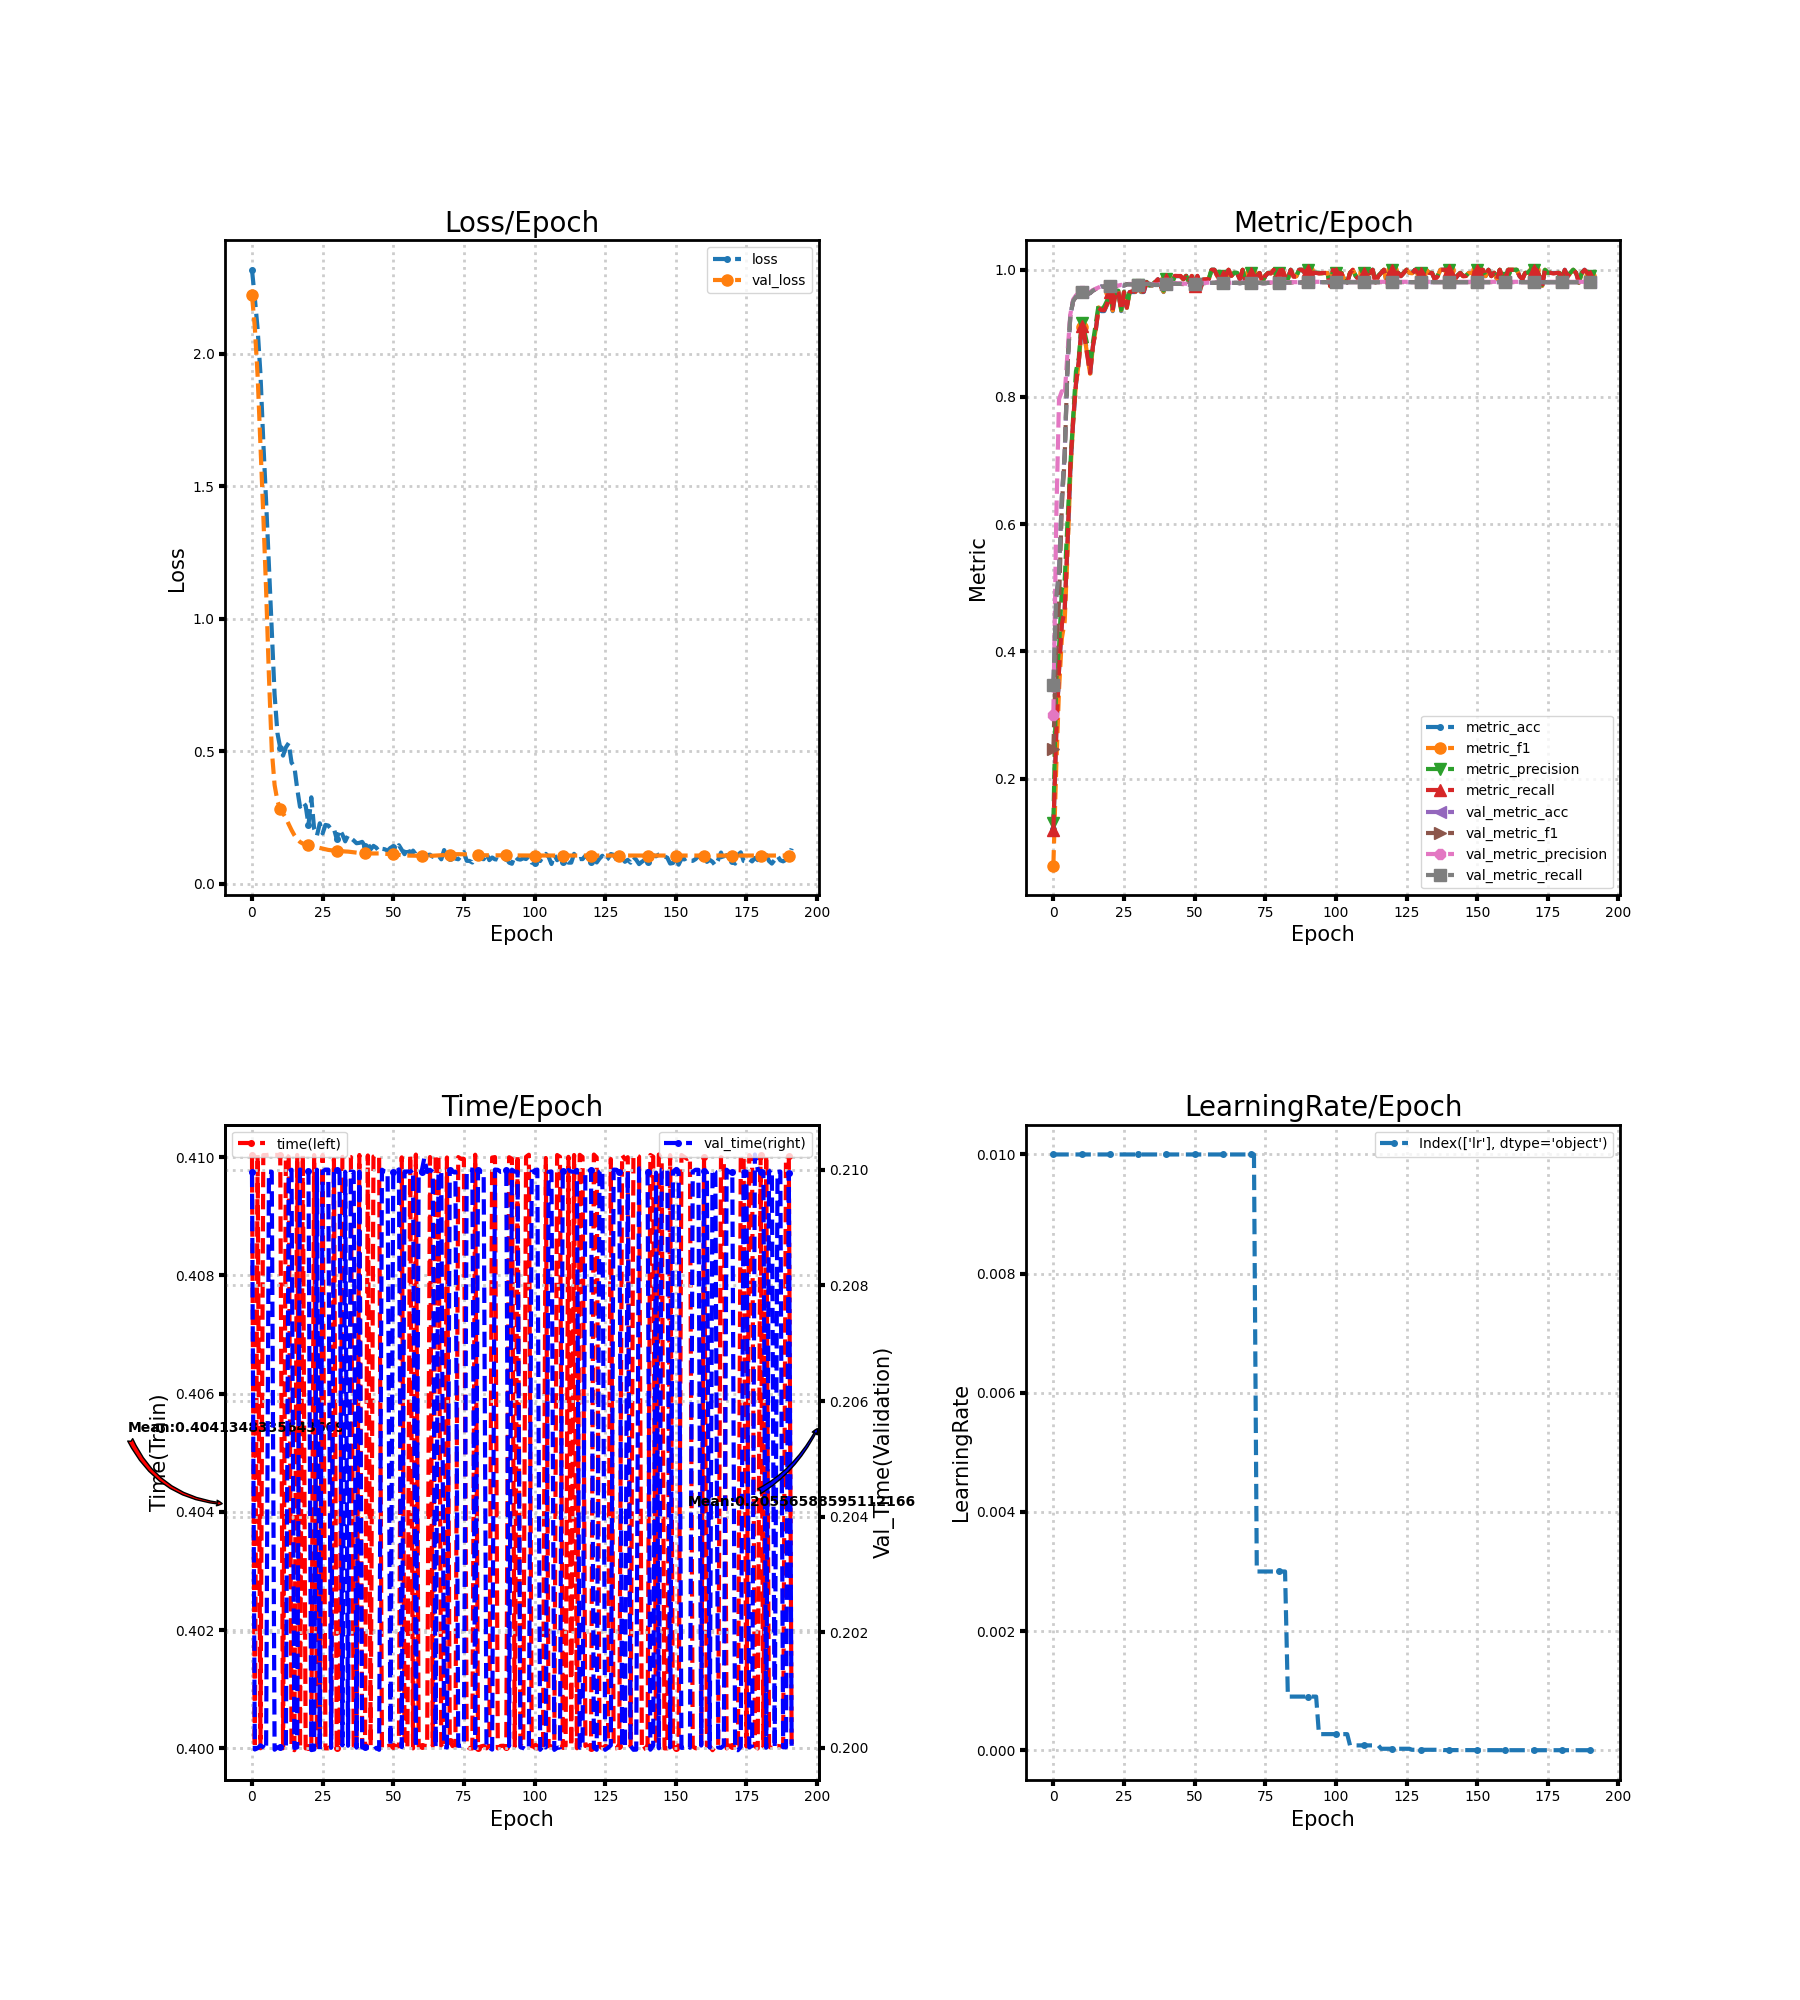 Loss/Epoch
loss
val_loss
2.0
1.5
1.0
0.5
0.0
Loss
0 25 50 75 100 125 150 175 200
Epoch
Metric/Epoch
1.0
0.8
0.6
0.4
0.2
Metric
metric_acc
metric_f1
metric_precision
metric_recall
val_metric_acc
val_metric_f1
val_metric_precision
val_metric_recall
0 25 50 75 100 125 150 175 200
Epoch
Time/Epoch
time(left)
val_time(right)
0.410
0.408
0.406
0.404
0.402
0.400
Time(Train)
0.210
0.208
0.206
0.204
0.202
0.200
Val_Time(Validation)
Mean:0.20556588595112166
0 25 50 75 100 125 150 175 200
Epoch
LearningRate/Epoch
Index(['lr'], dtype='object')
0.010
0.008
0.006
0.004
0.002
0.000
LearningRate
0 25 50 75 100 125 150 175 200
Epoch